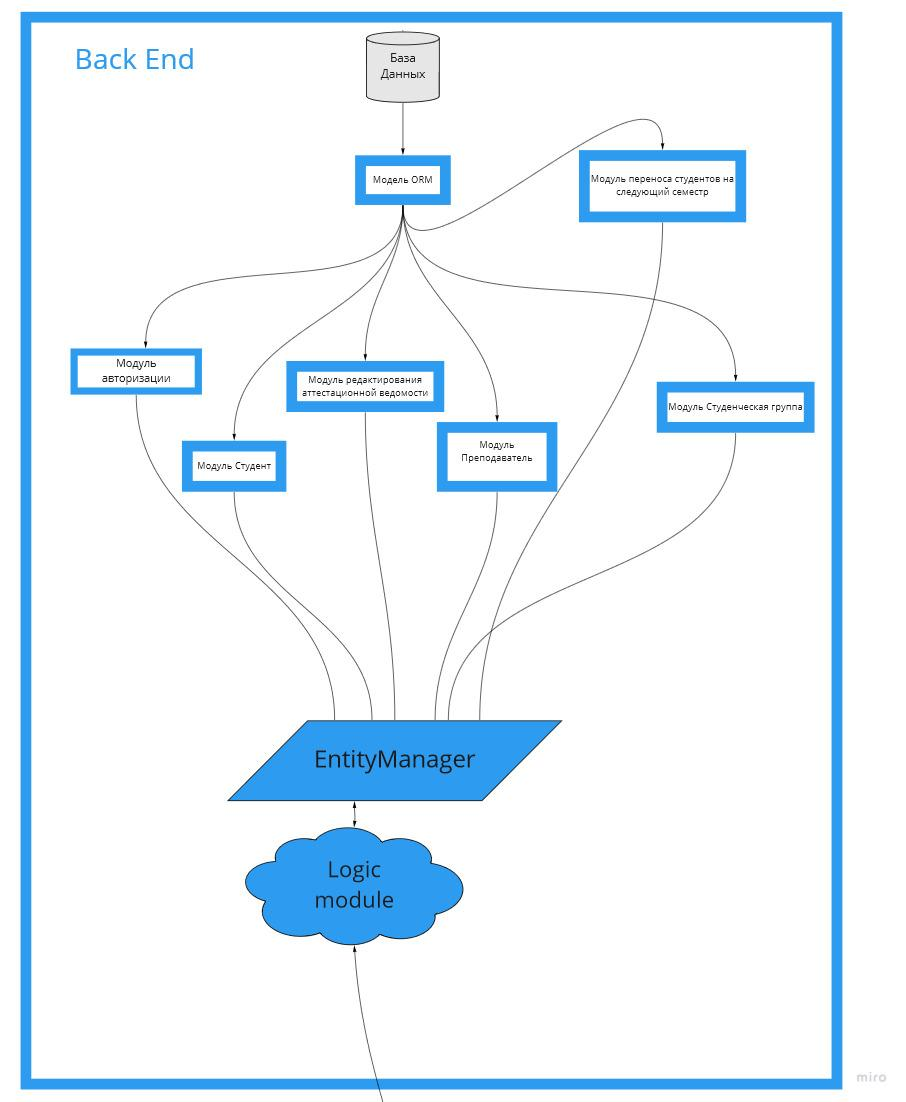 Back End
База
Данных
Модель ORM
Модуль переноса студентов на
следующий семестр
Модуль
авторизации
Модуль редактирования
аттестационной ведомости
Модуль Студенческая группа
Модуль Студент
Модуль
Преподаватель
EntityManager
Logic
module
miro